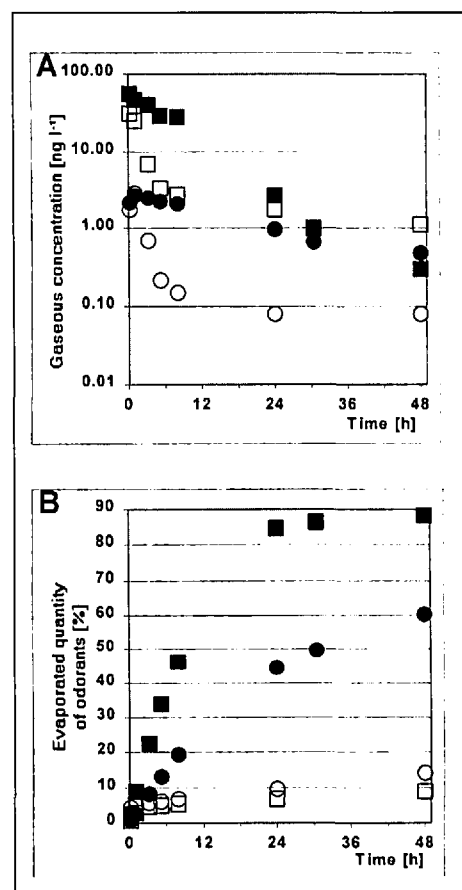 A
Gaseous concentration [ng l⁻¹]
100.00
10.00
1.00
0.10
0.01
0 12 24 36 48
Time [h]
B
Evaporated quantity
of odorants [%]
90
80
70
60
50
40
30
20
10
0
0 12 24 36 48
Time [h]